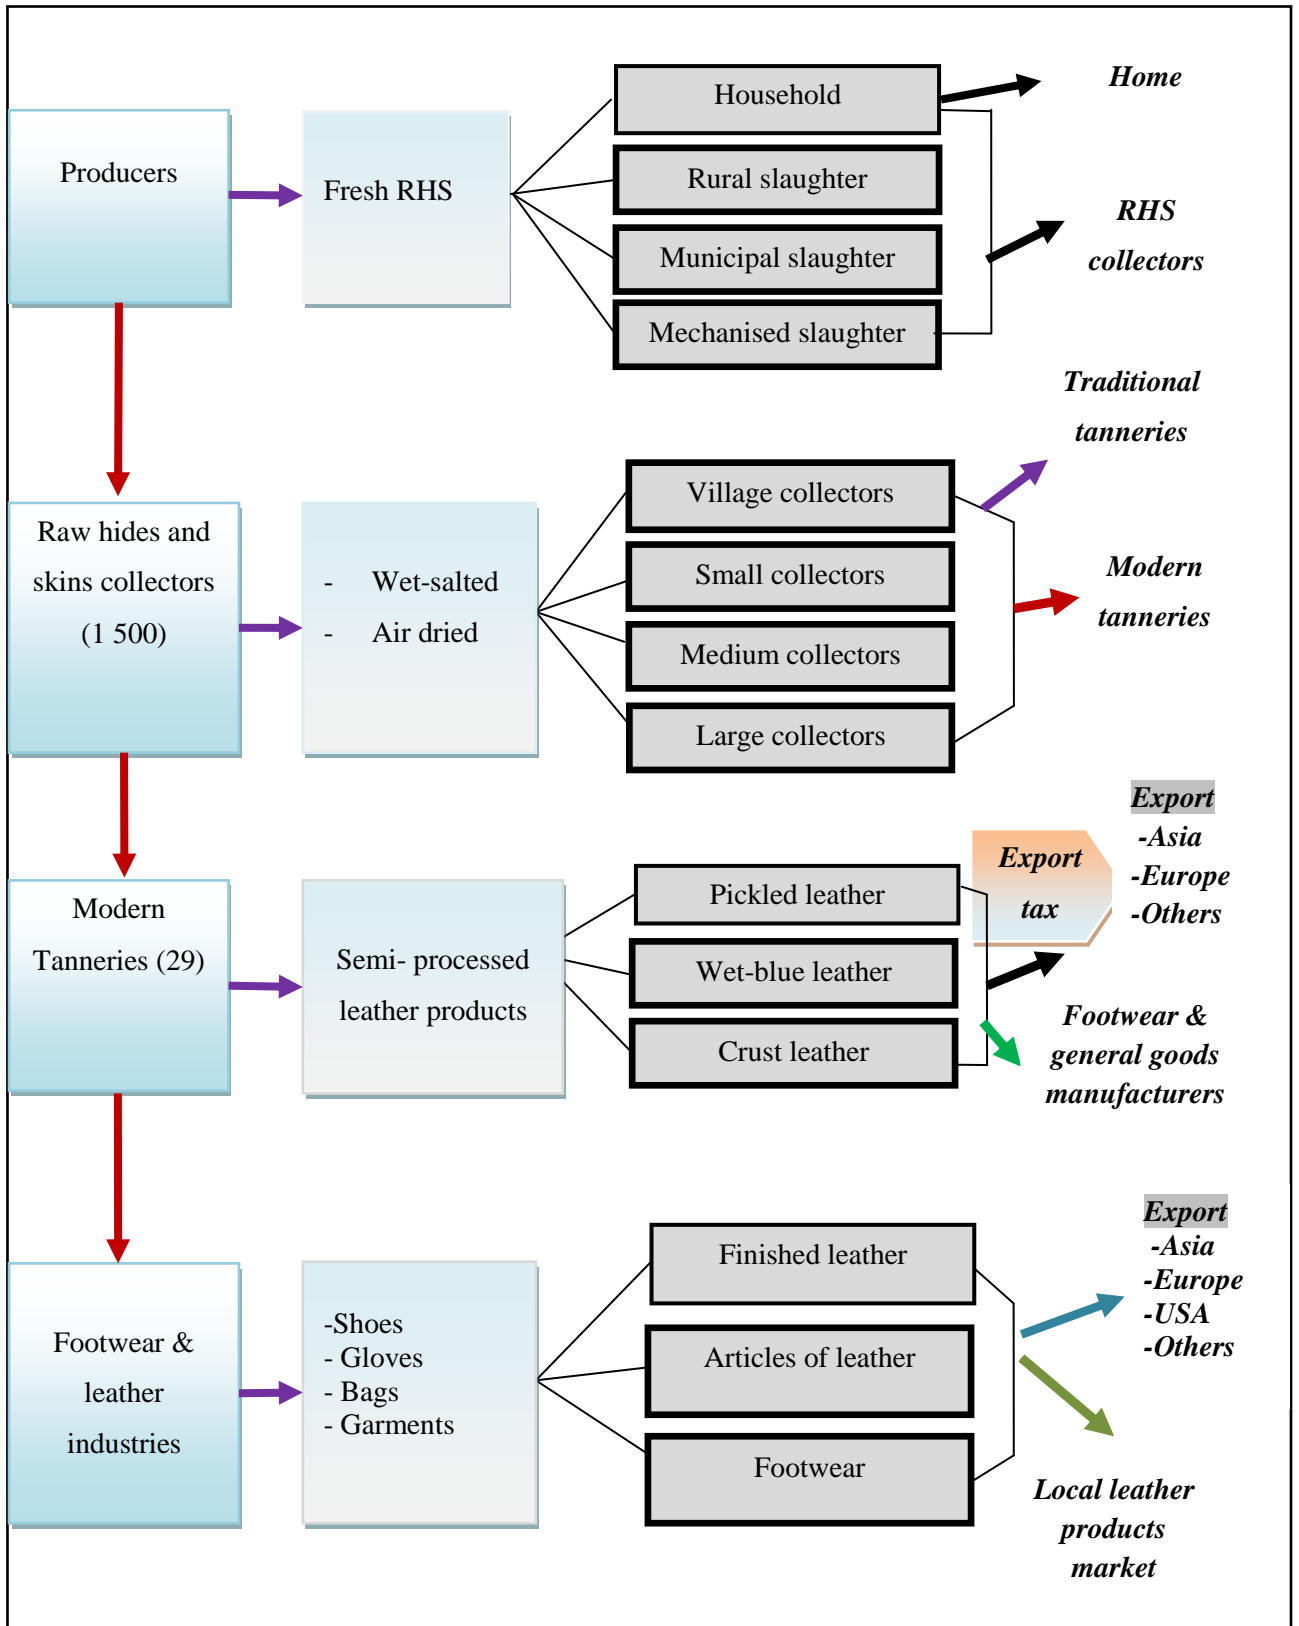 Producers
Fresh RHS
Household
Rural slaughter
Municipal slaughter
Mechanised slaughter
Home
RHS
collectors
Raw hides and
skins collectors
(1 500)
- Wet-salted
- Air dried
Village collectors
Small collectors
Medium collectors
Large collectors
Traditional
tanneries
Modern
tanneries
Modern
Tanneries (29)
Semi- processed
leather products
Pickled leather
Wet-blue leather
Crust leather
Export
tax
Export
-Asia
-Europe
-Others
Footwear &
general goods
manufacturers
Footwear &
leather
industries
-Shoes
- Gloves
- Bags
- Garments
Finished leather
Articles of leather
Footwear
Export
-Asia
-Europe
-USA
-Others
Local leather
products
market